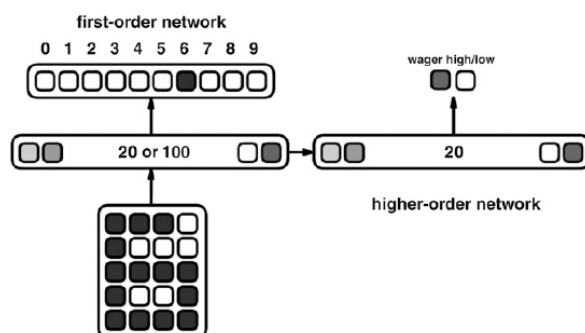 first-order network
0 1 2 3 4 5 6 7 8 9
wager high/low
20 or 100
20
higher-order network